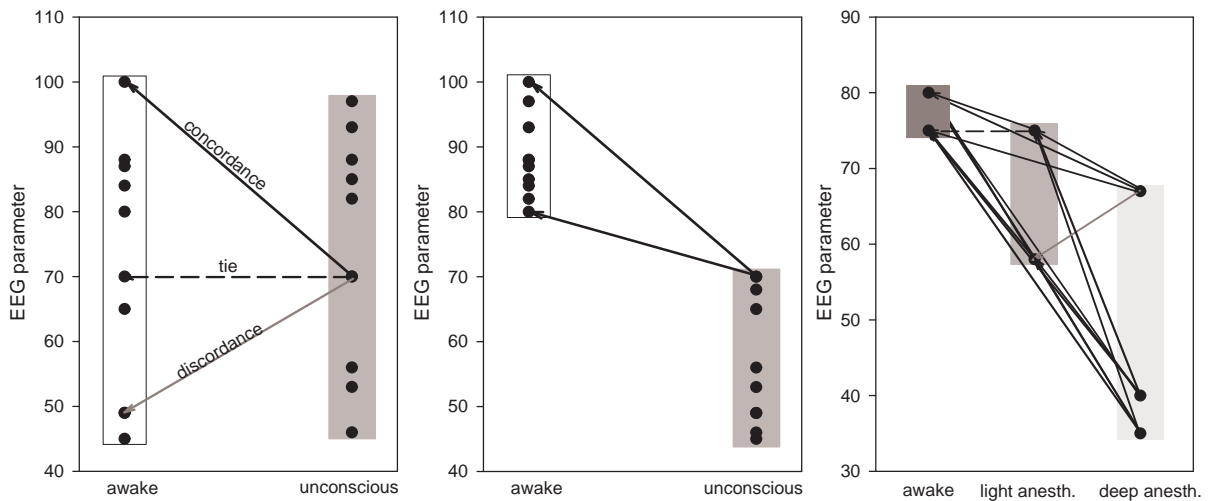 110
100
90
80
70
60
50
40
EEG parameter
concordance
tie
discordance
awake
unconscious
110
100
90
80
70
60
50
40
EEG parameter
awake
unconscious
90
80
70
60
50
40
30
EEG parameter
awake
light anesth.
deep anesth.